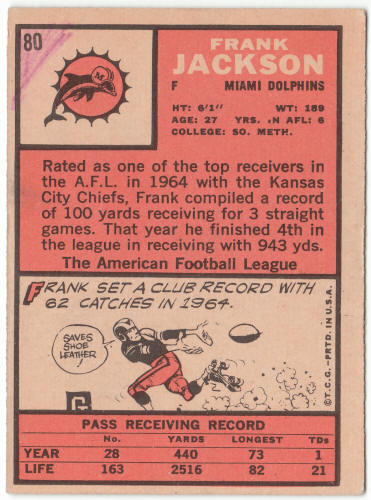 80
M
FRANK
JACKSON
F MIAMI DOLPHINS
HT: 6'1" WT: 189
AGE: 27 YRS. IN AFL: 6
COLLEGE: SO. METH.
Rated as one of the top receivers in
the A.F.L. in 1964 with the Kansas
City Chiefs, Frank compiled a record
of 100 yards receiving for 3 straight
games. That year he finished 4th in
the league in receiving with 943 yds.
The American Football League
FRANK SET A CLUB RECORD WITH
62 CATCHES IN 1964.
SAVES
SHOE
LEATHER!
©T.C.G.-PRTD. IN U.S.A.
PASS RECEIVING RECORD
No. YARDS LONGEST TDs
YEAR 28 440 73 1
LIFE 163 2516 82 21